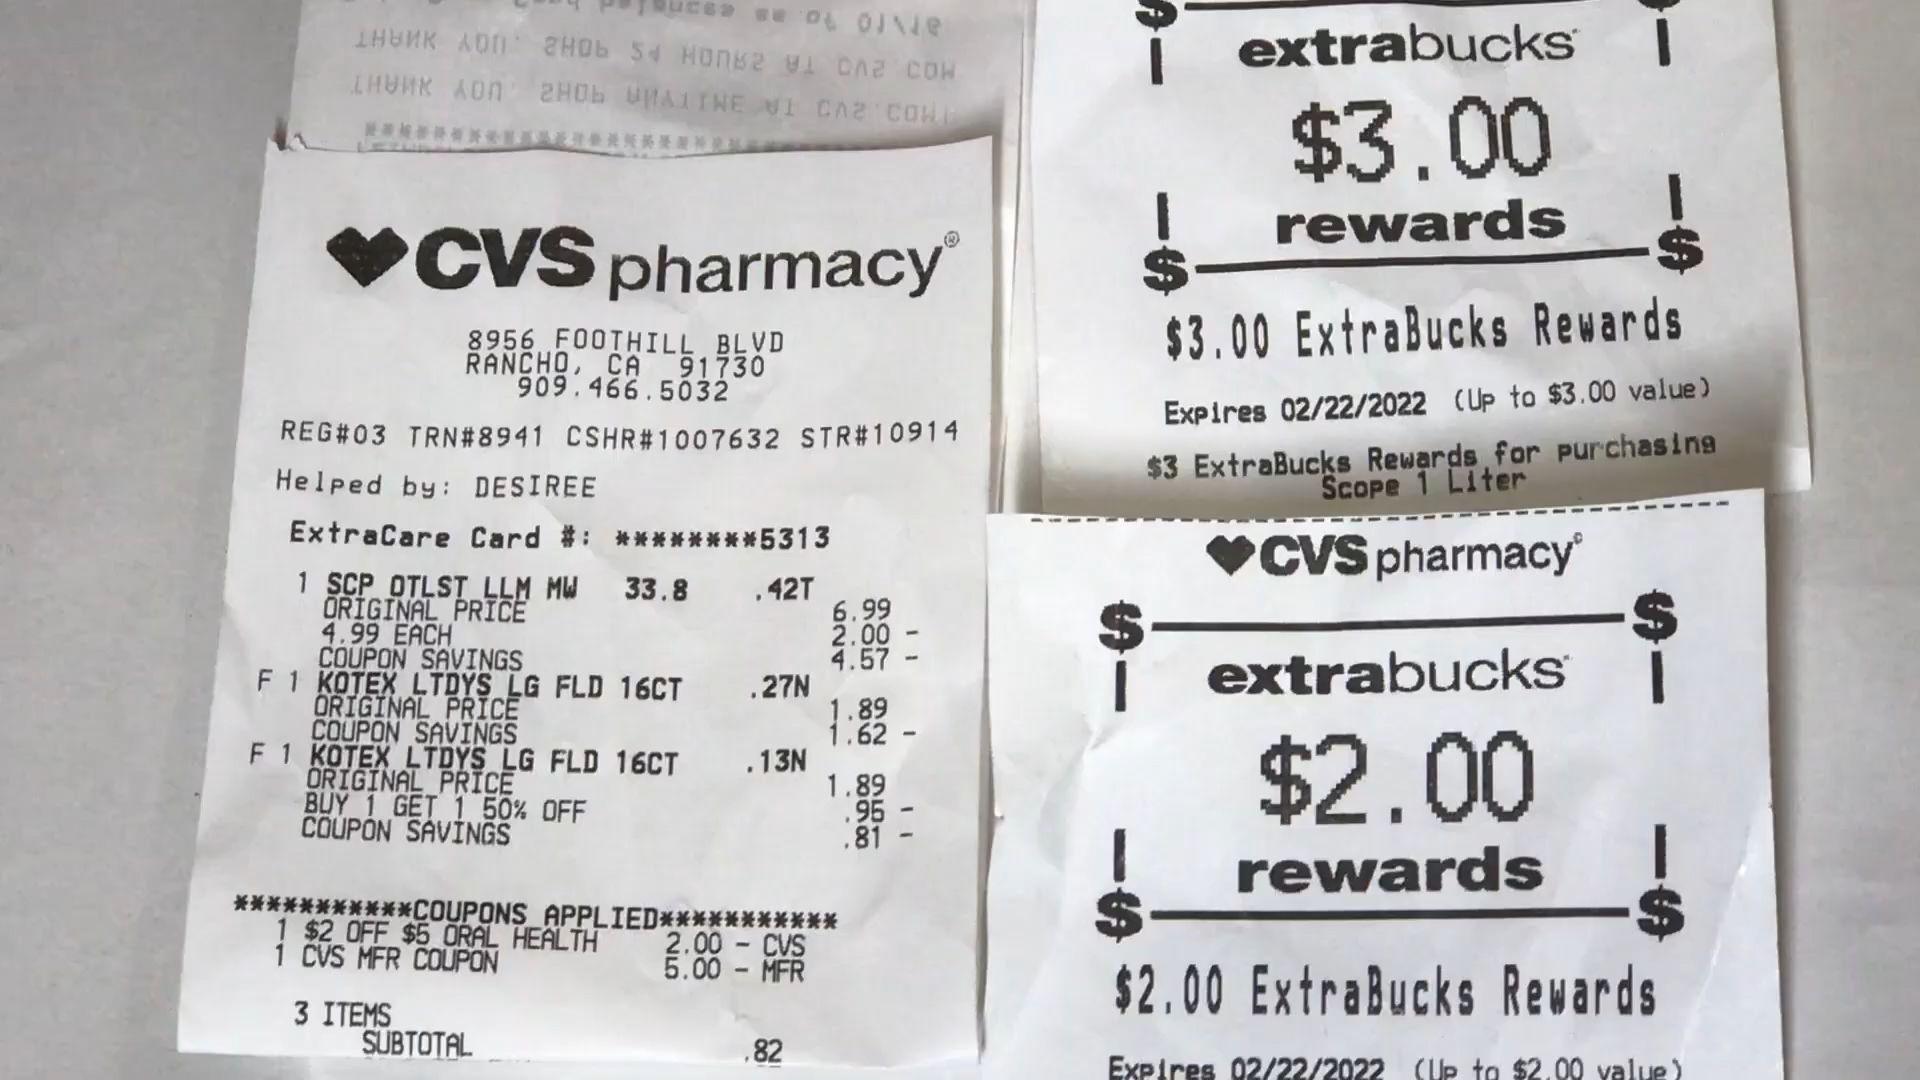 Card balances as of 01/16
THANK YOU. SHOP 24 HOURS AT CVS.COM
THANK YOU. SHOP ANYTIME AT CVS.COM!
************************************
CVS pharmacy®
8956 FOOTHILL BLVD
RANCHO, CA 91730
909.466.5032
REG#03 TRN#8941 CSHR#1007632 STR#10914
Helped by: DESIREE
ExtraCare Card #: ********5313
1 SCP OTLST LLM MW 33.8 .42T
ORIGINAL PRICE 6.99
4.99 EACH 2.00 -
COUPON SAVINGS 4.57 -
F 1 KOTEX LTDYS LG FLD 16CT .27N
ORIGINAL PRICE 1.89
COUPON SAVINGS 1.62 -
F 1 KOTEX LTDYS LG FLD 16CT .13N
ORIGINAL PRICE 1.89
BUY 1 GET 1 50% OFF .95 -
COUPON SAVINGS .81 -
***********COUPONS APPLIED***********
1 $2 OFF $5 ORAL HEALTH 2.00 - CVS
1 CVS MFR COUPON 5.00 - MFR
3 ITEMS
SUBTOTAL .82
$ $
extrabucks
$3.00
rewards
$ $
$3.00 ExtraBucks Rewards
Expires 02/22/2022 (Up to $3.00 value)
$3 ExtraBucks Rewards for purchasing
Scope 1 Liter
CVS pharmacy
$ $
extrabucks
$2.00
rewards
$ $
$2.00 ExtraBucks Rewards
Expires 02/22/2022 (Up to $2.00 value)